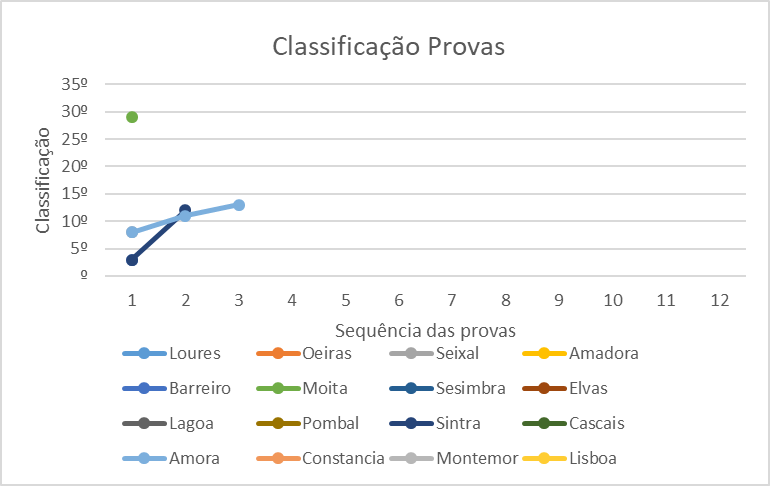 Classificação Provas
35º
30º
25º
20º
15º
10º
5º
º
Classificação
1 2 3 4 5 6 7 8 9 10 11 12
Sequência das provas
Loures Oeiras Seixal Amadora
Barreiro Moita Sesimbra Elvas
Lagoa Pombal Sintra Cascais
Amora Constancia Montemor Lisboa